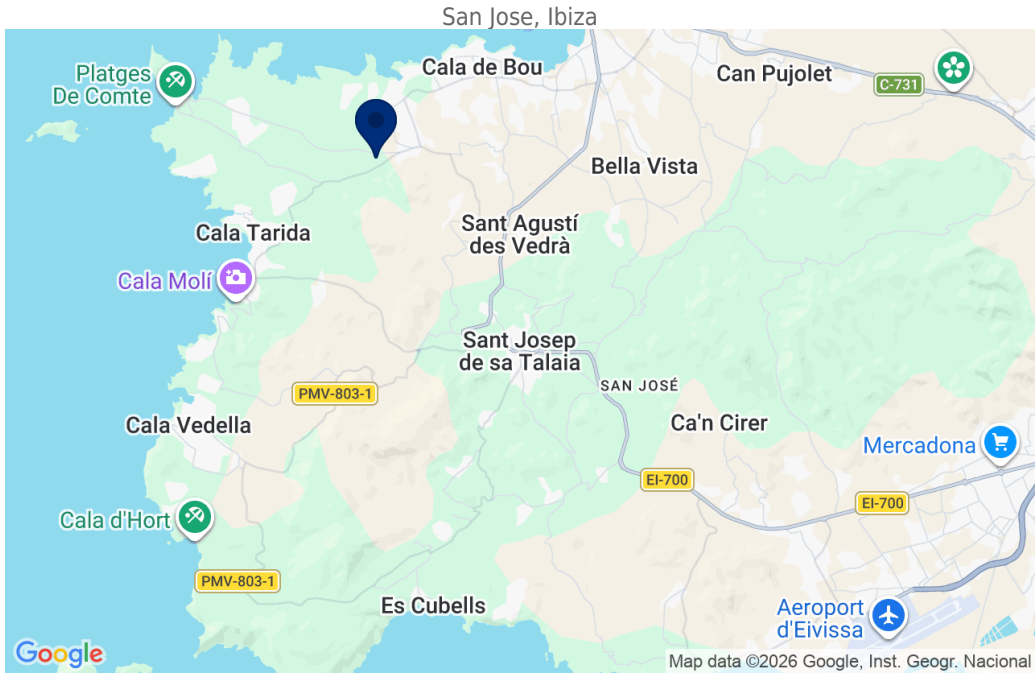 San Jose, Ibiza
Platges
De Comte
Cala de Bou
Can Pujolet
C-731
Bella Vista
Sant Agustí
des Vedrà
Cala Tarida
Cala Molí
Sant Josep
de sa Talaia
SAN JOSÉ
PMV-803-1
Cala Vedella
Ca'n Cirer
Mercadona
EI-700
EI-700
Cala d'Hort
PMV-803-1
Es Cubells
Aeroport
d'Eivissa
Google
Map data ©2026 Google, Inst. Geogr. Nacional